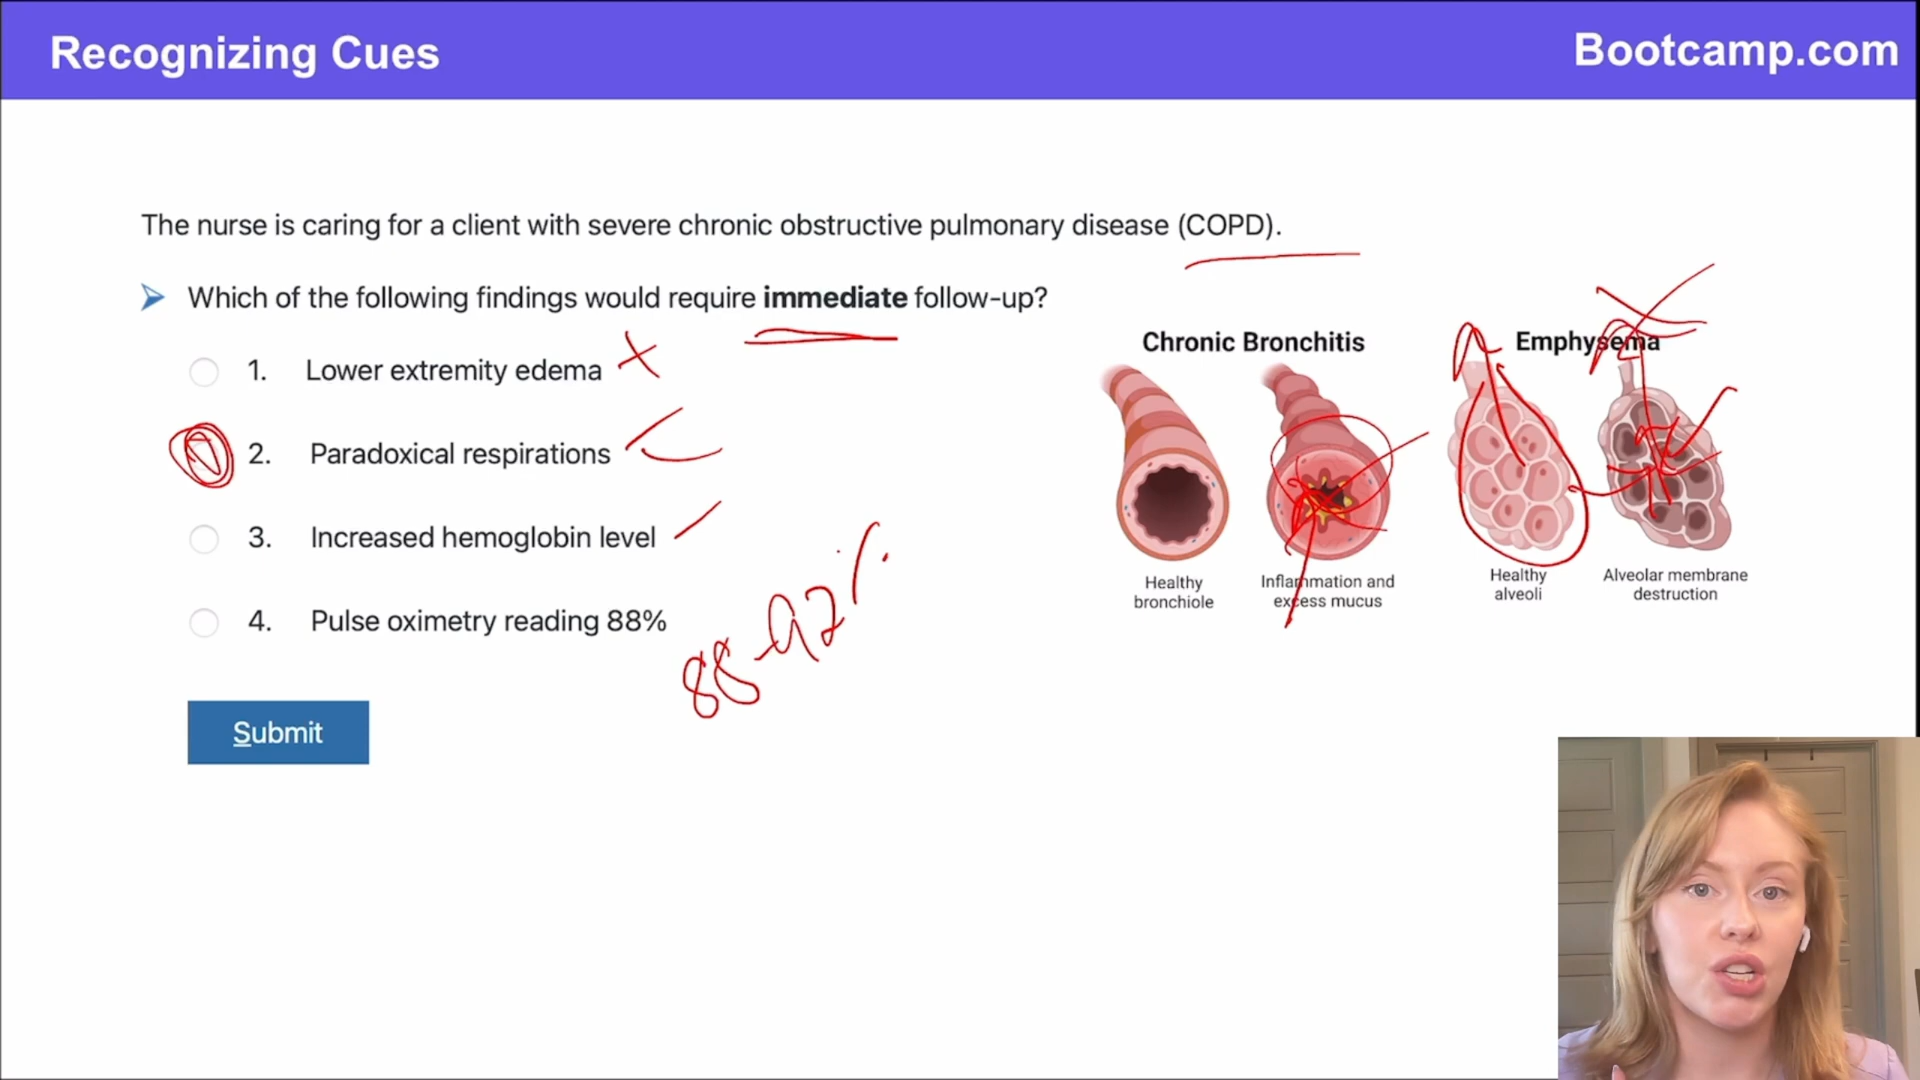 Recognizing Cues
Bootcamp.com
The nurse is caring for a client with severe chronic obstructive pulmonary disease (COPD).
Which of the following findings would require immediate follow-up?
1. Lower extremity edema
2. Paradoxical respirations
3. Increased hemoglobin level
4. Pulse oximetry reading 88%
88-92%
Submit
Chronic Bronchitis
Emphysema
Healthy
bronchiole
Inflammation and
excess mucus
Healthy
alveoli
Alveolar membrane
destruction